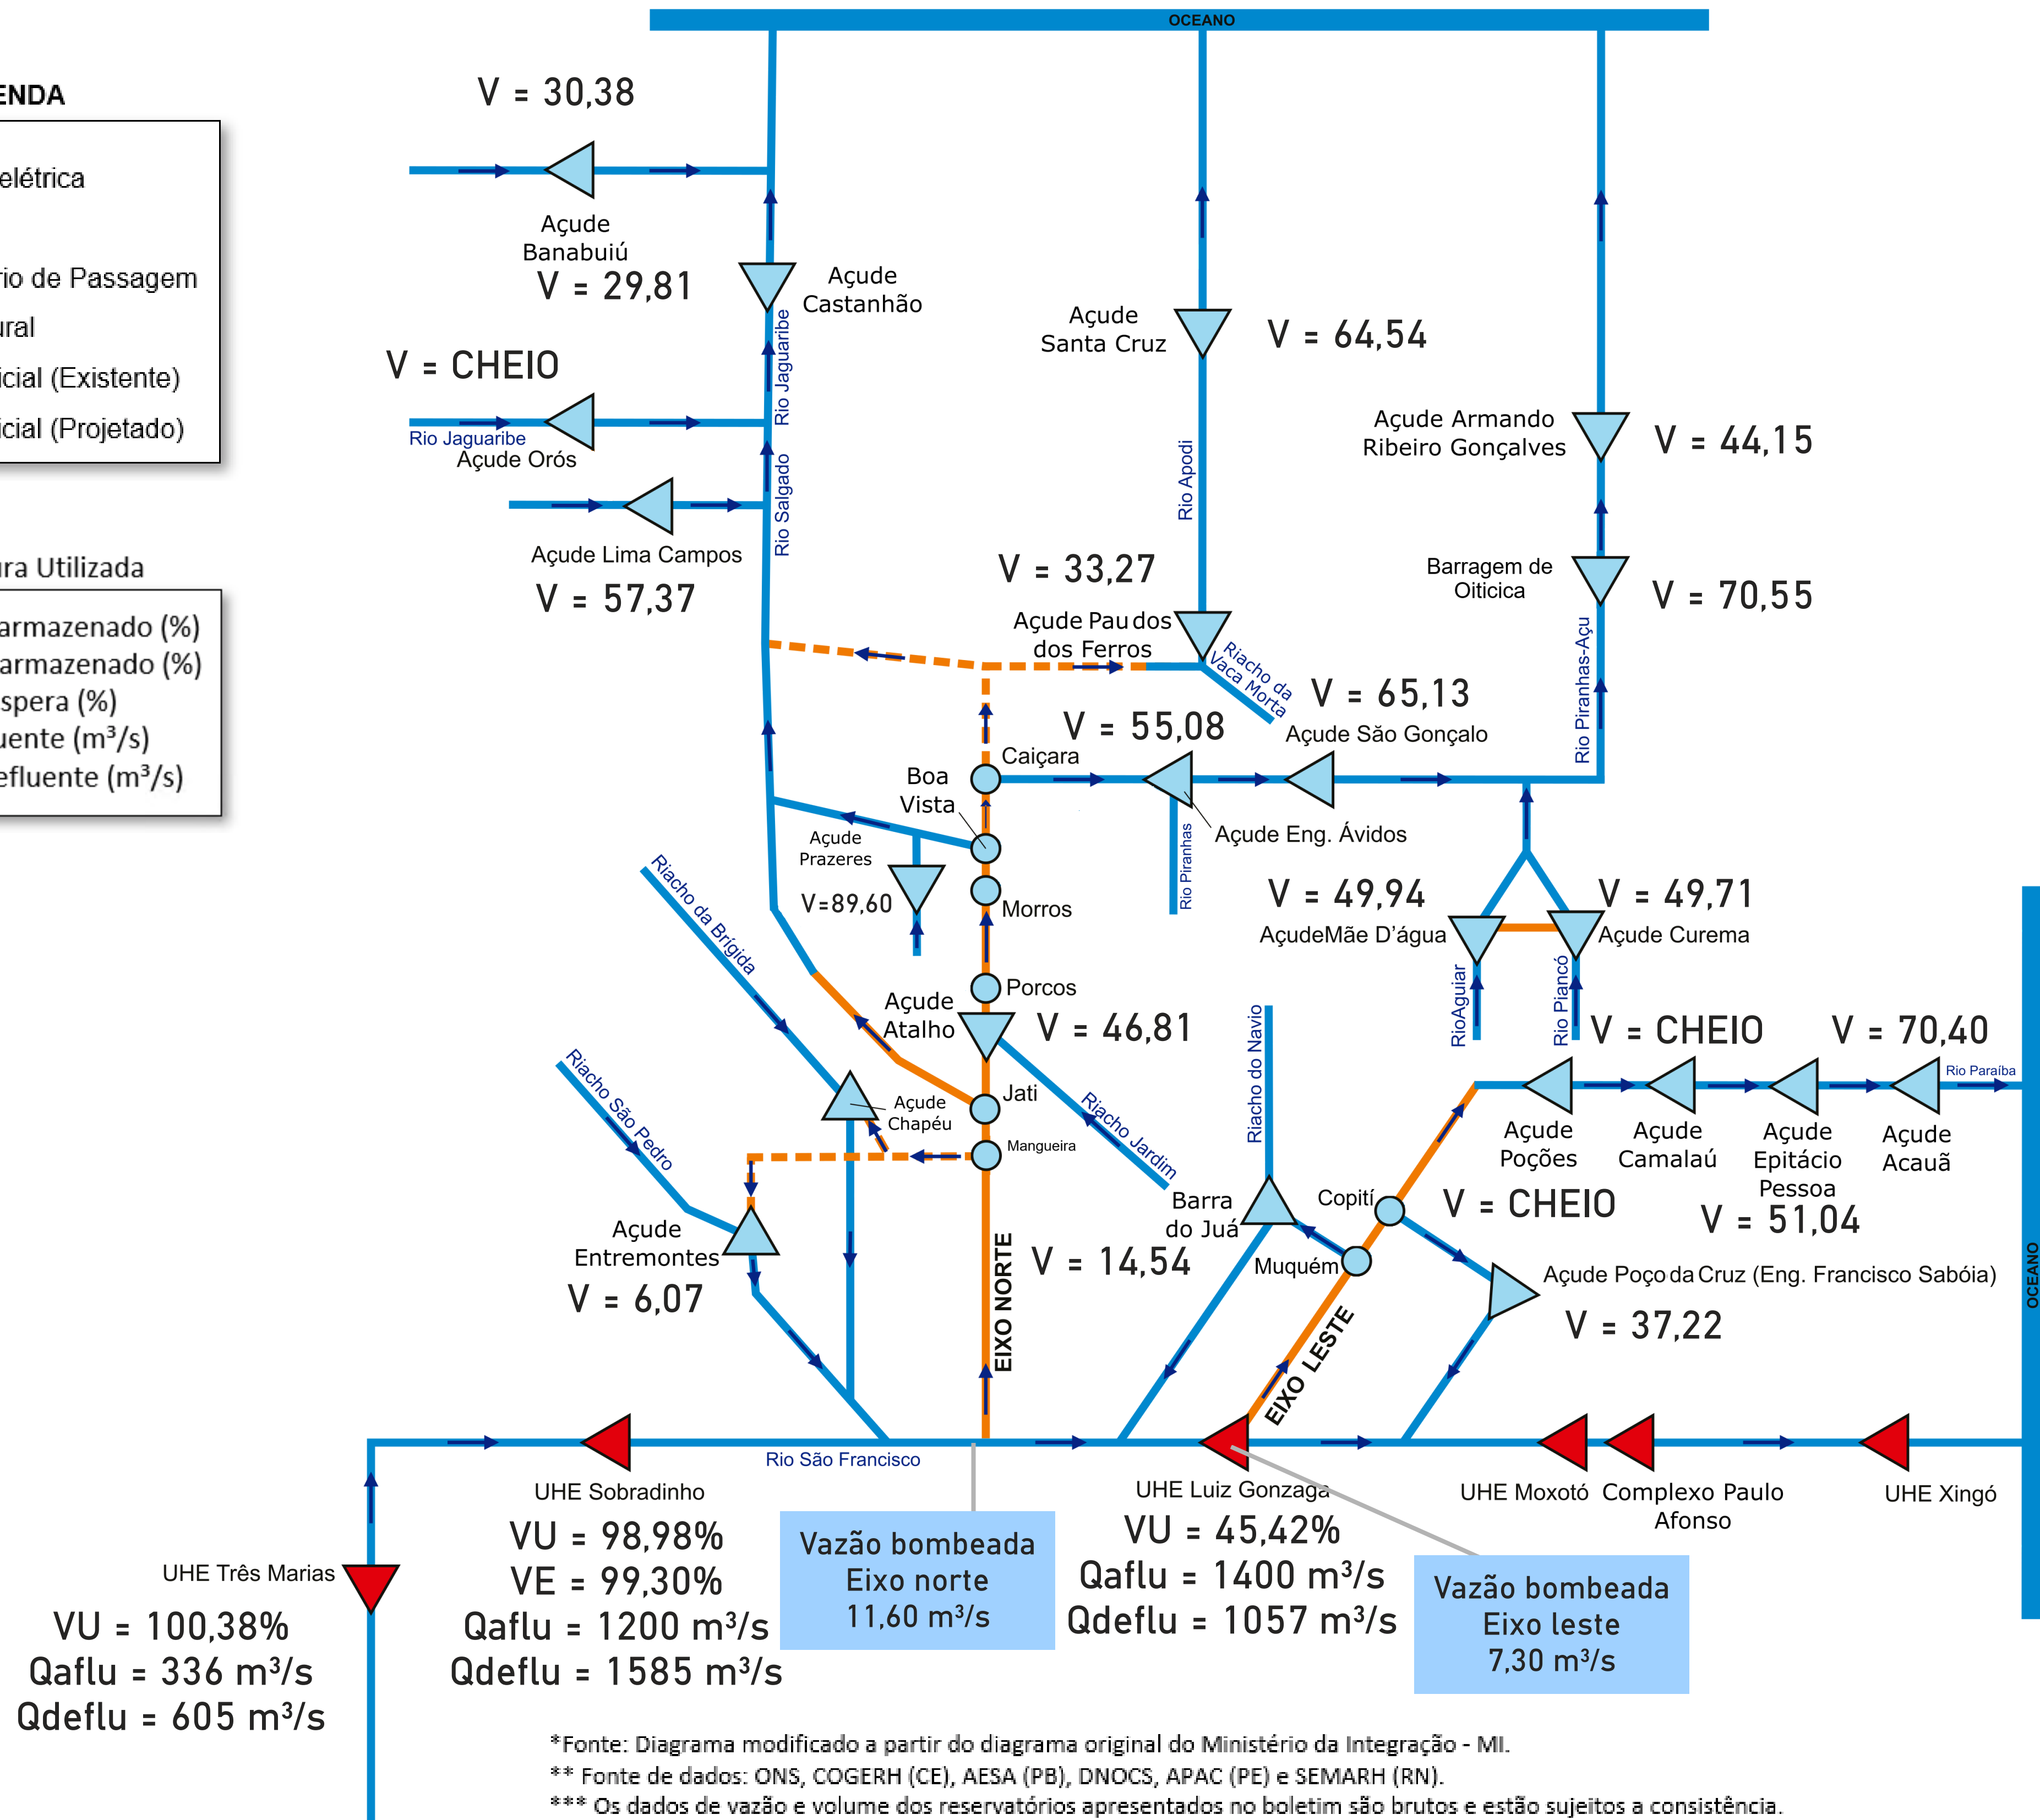 OCEANO
ENDA
elétrica
rio de Passagem
ural
icial (Existente)
icial (Projetado)
ura Utilizada
armazenado (%)
armazenado (%)
spera (%)
uente (m³/s)
efluente (m³/s)
V = 30,38
Açude
Banabuiú
V = 29,81
Açude
Castanhão
Rio Jaguaribe
V = CHEIO
Rio Jaguaribe
Açude Orós
Rio Salgado
Açude Lima Campos
V = 57,37
Açude
Santa Cruz
V = 64,54
Rio Apodi
Açude Armando
Ribeiro Gonçalves
V = 44,15
V = 33,27
Açude Pau dos
dos Ferros
Riacho da
Vaca Morta
Barragem de
Oiticica
V = 70,55
Rio Piranhas-Açu
V = 65,13
Açude São Gonçalo
V = 55,08
Caiçara
Boa
Vista
Açude Eng. Ávidos
Rio Piranhas
Açude
Prazeres
V=89,60
Morros
Riacho da Brígida
V = 49,94
AçudeMãe D'água
V = 49,71
Açude Curema
RioAguiar
Rio Piancó
Porcos
Açude
Atalho
V = 46,81
Riacho São Pedro
Jati
Açude
Chapéu
Mangueira
Riacho Jardim
Riacho do Navio
V = CHEIO
V = 70,40
Rio Paraíba
Açude
Poções
Açude
Camalaú
Açude
Epitácio
Pessoa
Açude
Acauã
V = CHEIO
V = 51,04
Barra
do Juá
Copití
Muquém
V = 14,54
Açude
Entremontes
V = 6,07
EIXO NORTE
EIXO LESTE
Açude Poço da Cruz (Eng. Francisco Sabóia)
V = 37,22
OCEANO
Rio São Francisco
UHE Sobradinho
VU = 98,98%
VE = 99,30%
Qaflu = 1200 m³/s
Qdeflu = 1585 m³/s
UHE Três Marias
VU = 100,38%
Qaflu = 336 m³/s
Qdeflu = 605 m³/s
Vazão bombeada
Eixo norte
11,60 m³/s
UHE Luiz Gonzaga
VU = 45,42%
Qaflu = 1400 m³/s
Qdeflu = 1057 m³/s
Vazão bombeada
Eixo leste
7,30 m³/s
UHE Moxotó
Complexo Paulo
Afonso
UHE Xingó
*Fonte: Diagrama modificado a partir do diagrama original do Ministério da Integração - MI.
** Fonte de dados: ONS, COGERH (CE), AESA (PB), DNOCS, APAC (PE) e SEMARH (RN).
*** Os dados de vazão e volume dos reservatórios apresentados no boletim são brutos e estão sujeitos a consistência.